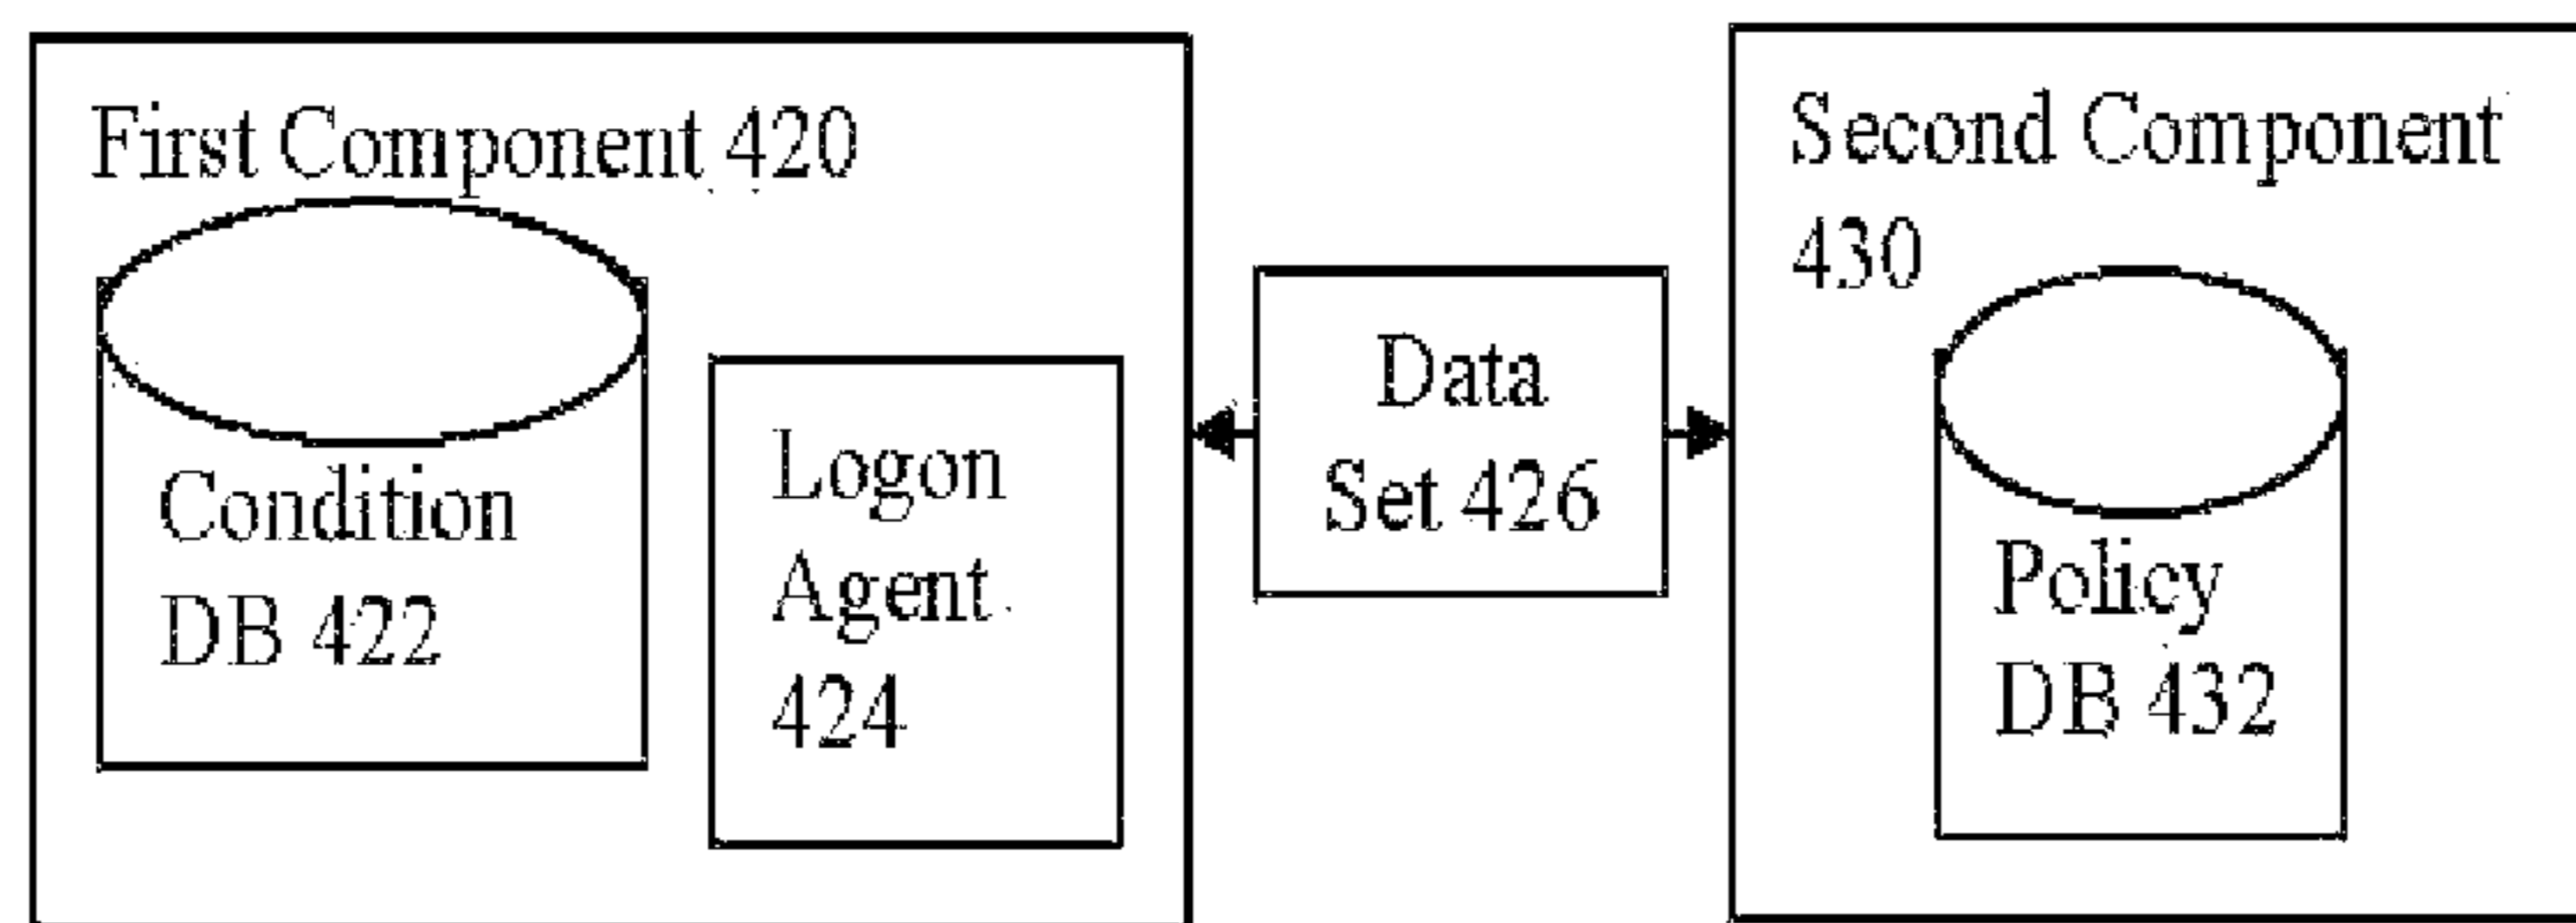 First Component 420
Condition
DB 422
Logon
Agent
424
Data
Set 426
Second Component
430
Policy
DB 432